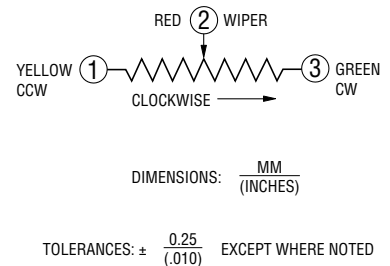 RED 2 WIPER
YELLOW 1 3 GREEN
CCW CW
CLOCKWISE
DIMENSIONS: MM
(INCHES)
TOLERANCES: ± 0.25 EXCEPT WHERE NOTED
(.010)